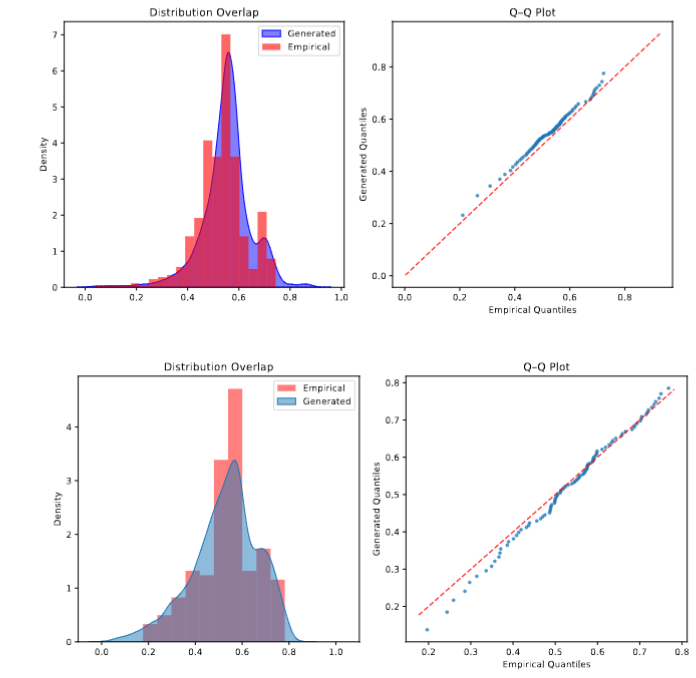 Distribution Overlap
Generated
Empirical
Density
7
6
5
4
3
2
1
0
0.0 0.2 0.4 0.6 0.8 1.0
Q–Q Plot
Generated Quantiles
0.8
0.6
0.4
0.2
0.0
0.0 0.2 0.4 0.6 0.8
Empirical Quantiles
Distribution Overlap
Empirical
Generated
Density
4
3
2
1
0
0.0 0.2 0.4 0.6 0.8 1.0
Q–Q Plot
Generated Quantiles
0.8
0.7
0.6
0.5
0.4
0.3
0.2
0.2 0.3 0.4 0.5 0.6 0.7 0.8
Empirical Quantiles